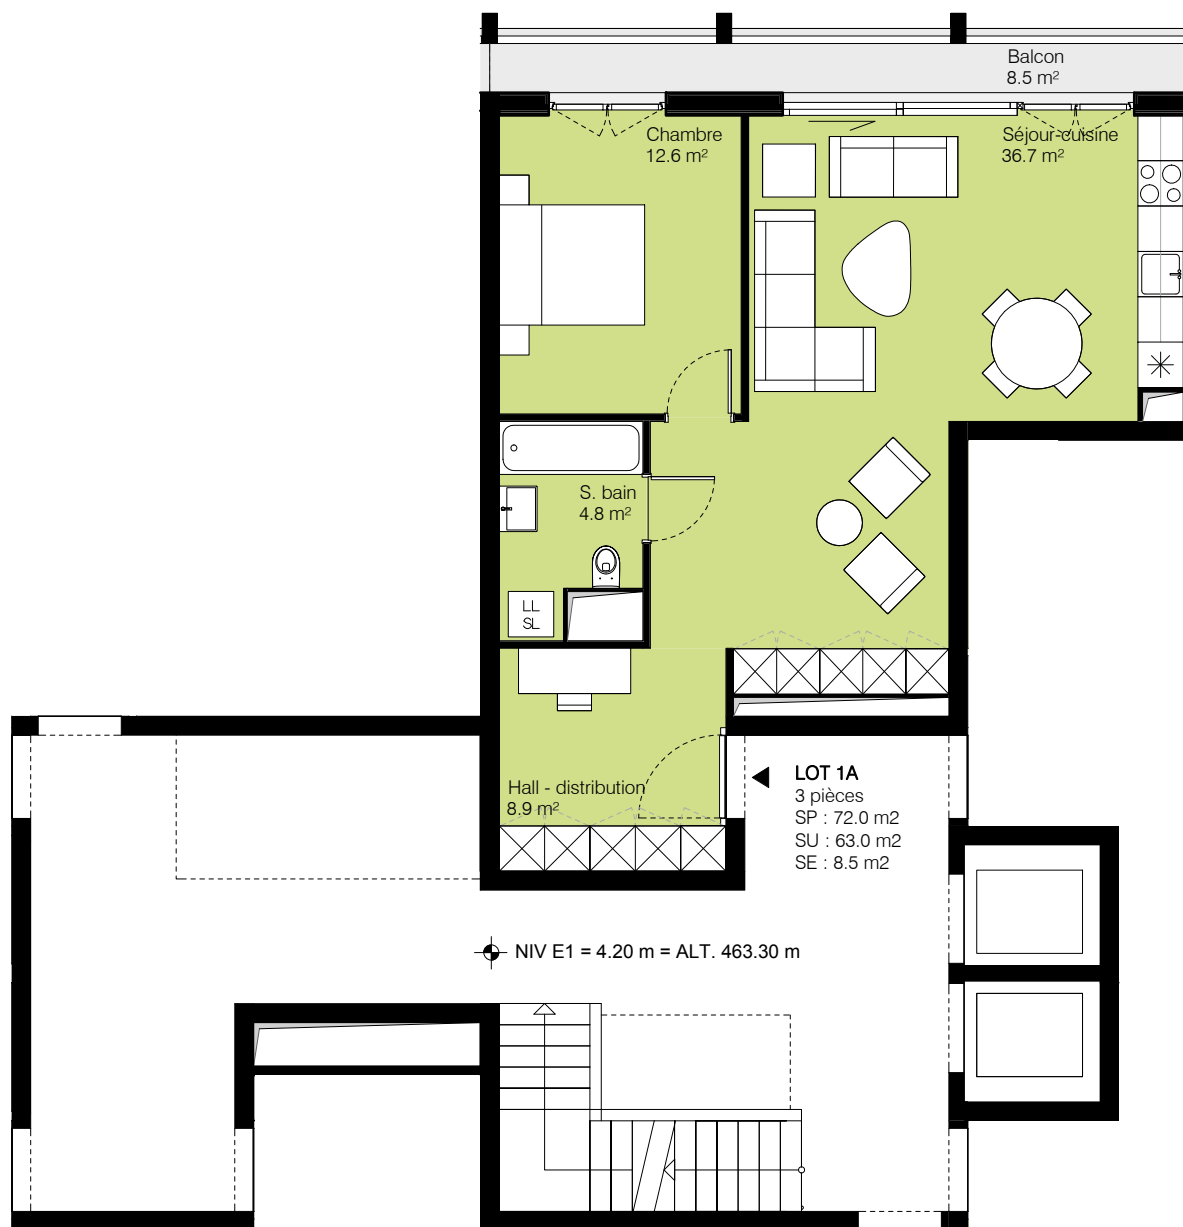 Balcon
8.5 m²
Chambre
12.6 m²
Séjour-cuisine
36.7 m²
S. bain
4.8 m²
LL
SL
Hall - distribution
8.9 m²
LOT 1A
3 pièces
SP : 72.0 m2
SU : 63.0 m2
SE : 8.5 m2
NIV E1 = 4.20 m = ALT. 463.30 m